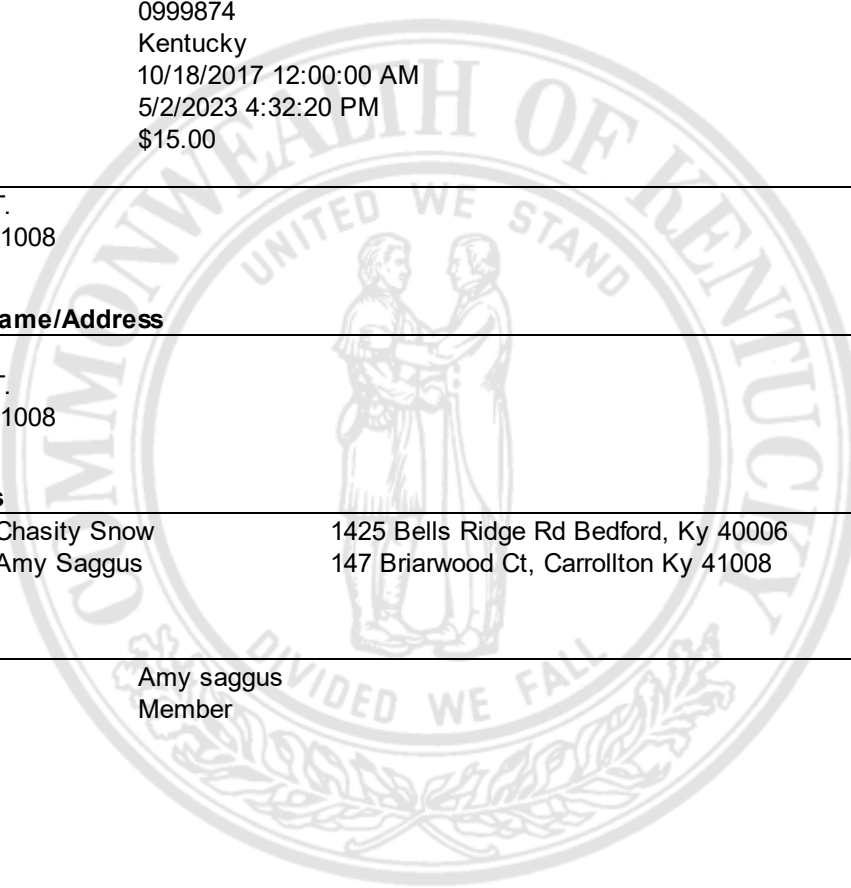 0999874
Kentucky
10/18/2017 12:00:00 AM
5/2/2023 4:32:20 PM
$15.00
T.
1008
ame/Address
T.
1008
s
Chasity Snow 1425 Bells Ridge Rd Bedford, Ky 40006
Amy Saggus 147 Briarwood Ct, Carrollton Ky 41008
Amy saggus
Member
COMMONWEALTH OF KENTUCKY
UNITED WE STAND
DIVIDED WE FALL